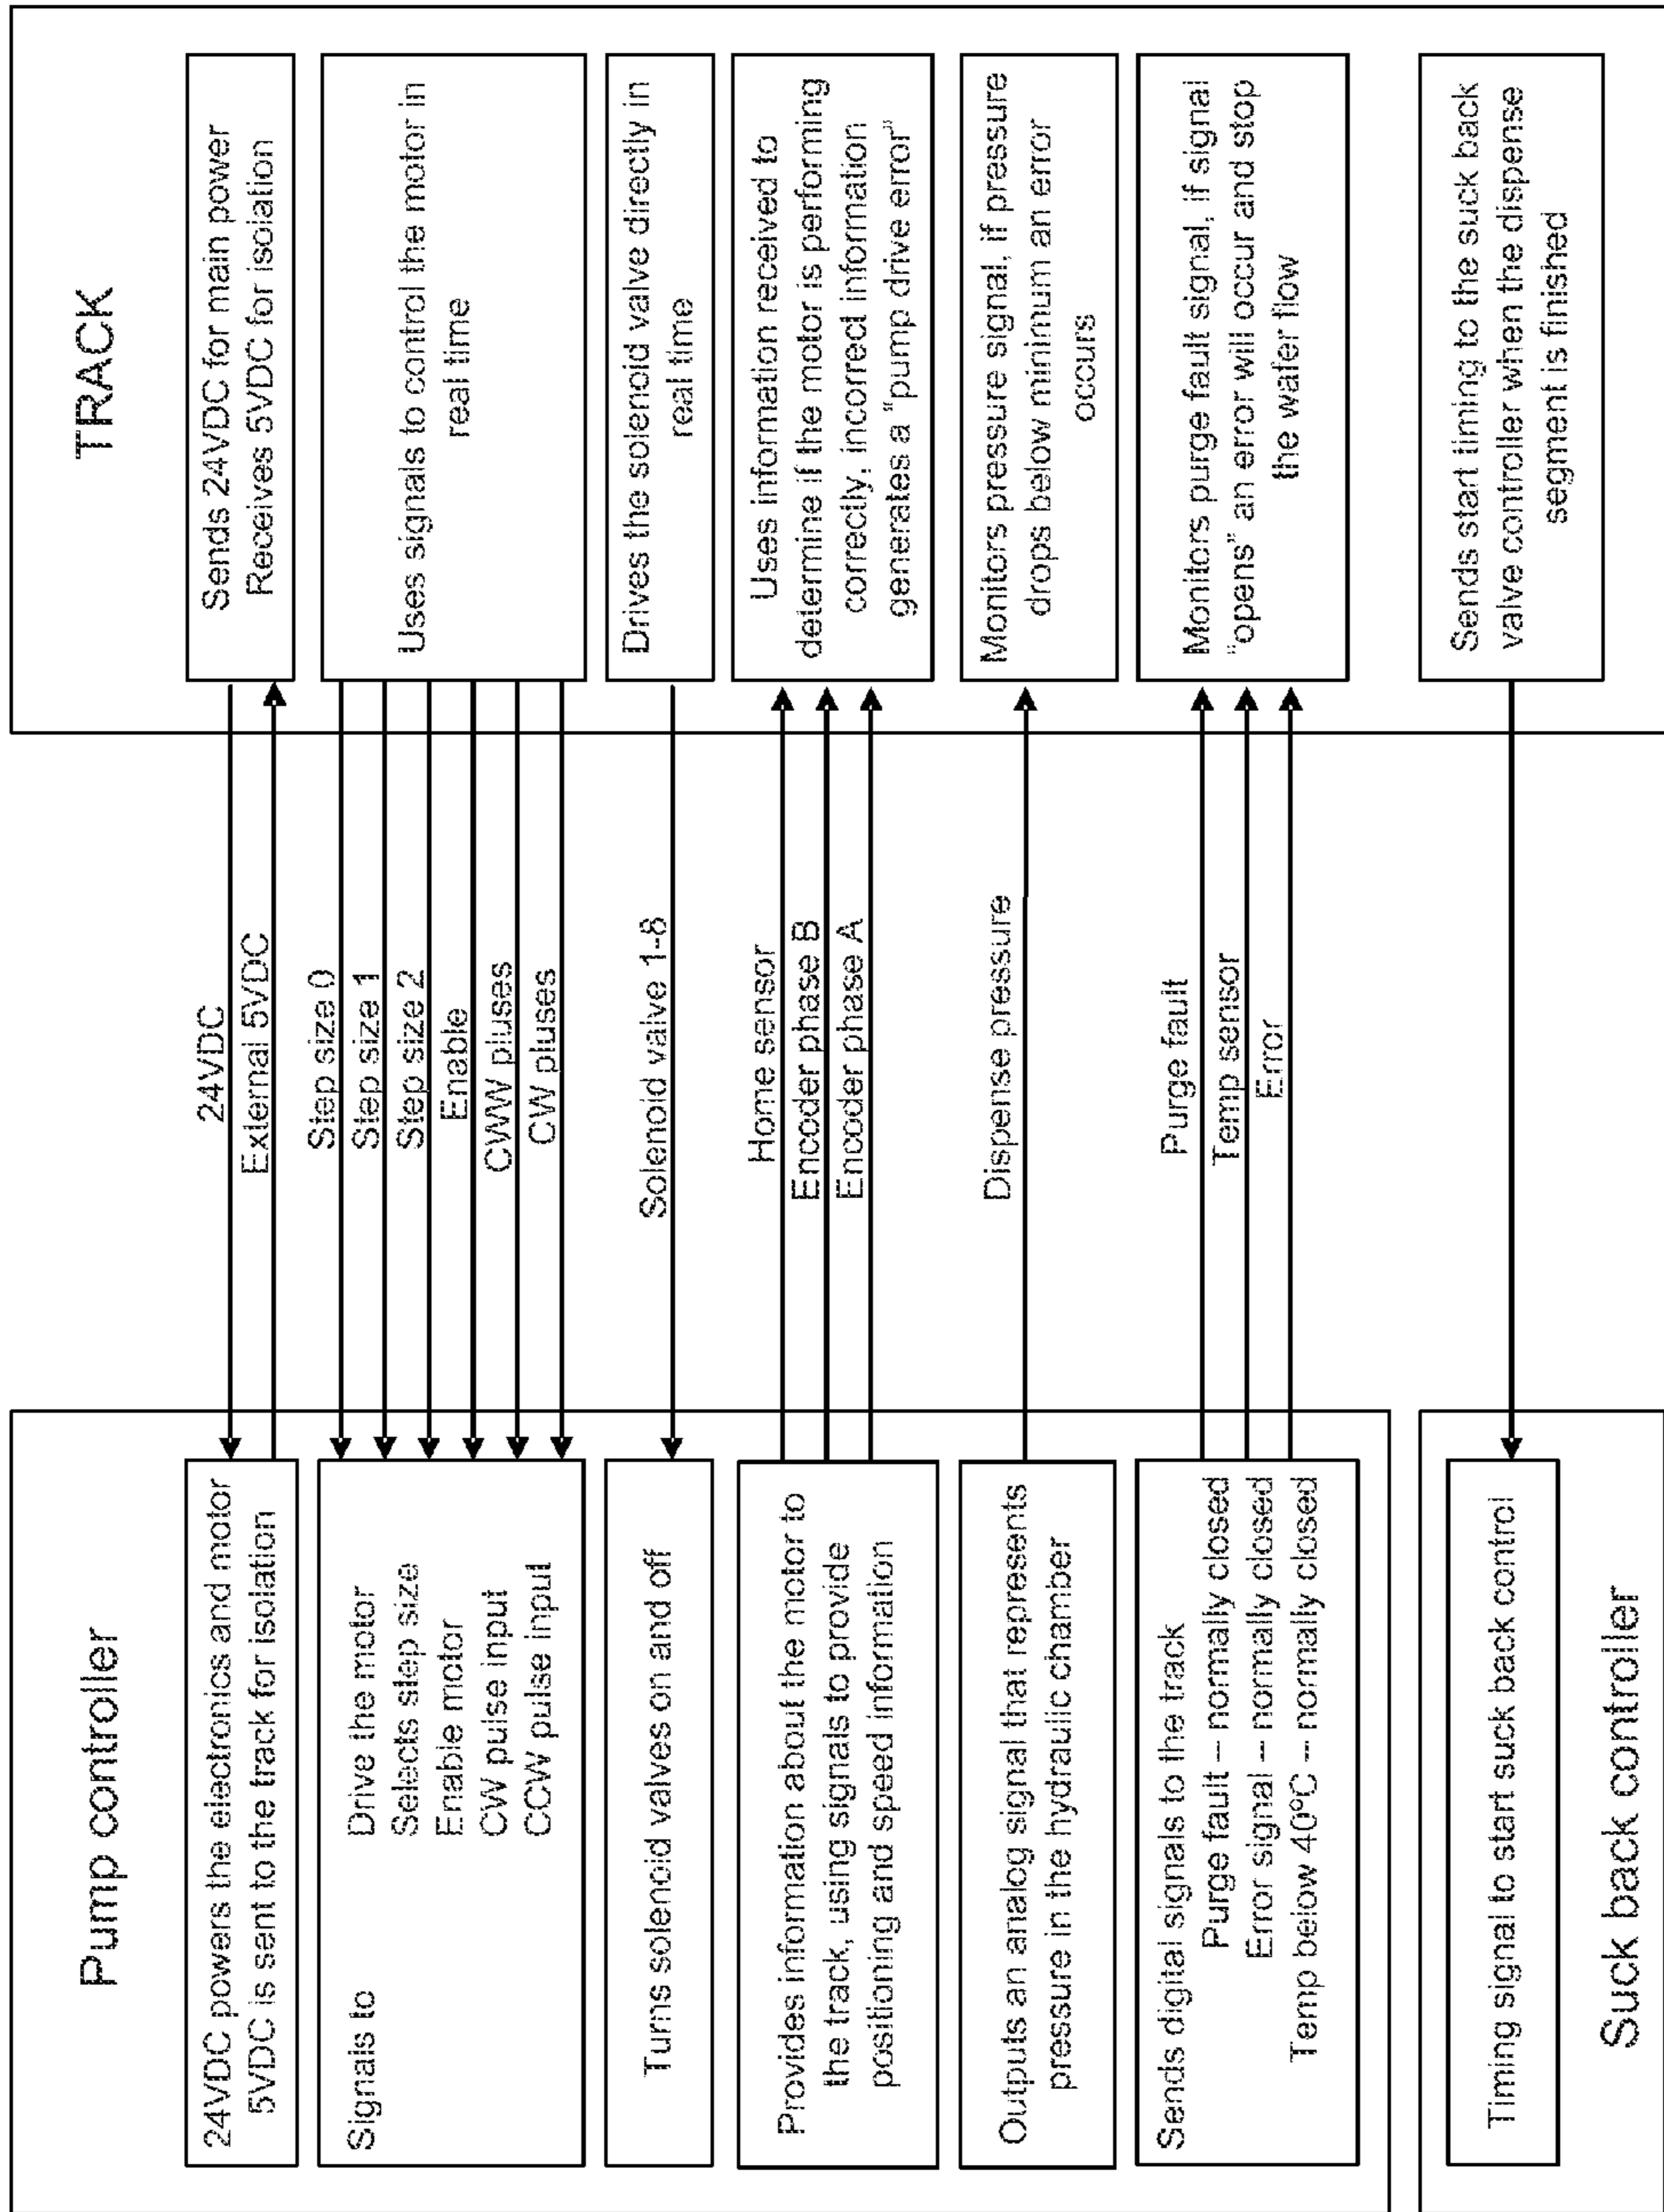 Pump controller
24VDC powers the electronics and motor
5VDC is sent to the track for isolation
Signals to
Drive the motor
Selects step size
Enable motor
CW pulse input
CCW pulse input
Turns solenoid valves on and off
Provides information about the motor to
the track, using signals to provide
positioning and speed information
Outputs an analog signal that represents
pressure in the hydraulic chamber
Sends digital signals to the track
Purge fault -- normally closed
Error signal -- normally closed
Temp below 40ºC -- normally closed
Timing signal to start suck back control
Suck back controller
24VDC
External 5VDC
Step size 0
Step size 1
Step size 2
Enable
CWW pluses
CW pluses
Solenoid valve 1-8
Home sensor
Encoder phase B
Encoder phase A
Dispense pressure
Purge fault
Temp sensor
Error
TRACK
Sends 24VDC for main power
Receives 5VDC for isolation
Uses signals to control the motor in
real time
Drives the solenoid valve directly in
real time
Uses information received to
determine if the motor is performing
correctly, incorrect information
generates a “pump drive error”
Monitors pressure signal, if pressure
drops below minimum an error
occurs
Monitors purge fault signal, if signal
“opens” an error will occur and stop
the wafer flow
Sends start timing to the suck back
valve controller when the dispense
segment is finished